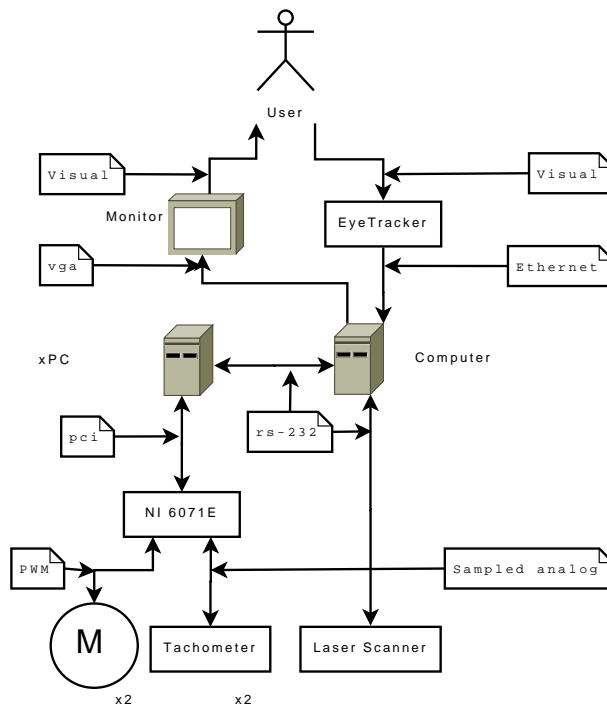 User
Visual
Visual
Monitor
EyeTracker
vga
Ethernet
xPC
Computer
rs-232
pci
NI 6071E
PWM
Sampled analog
M
Tachometer
Laser Scanner
x2
x2